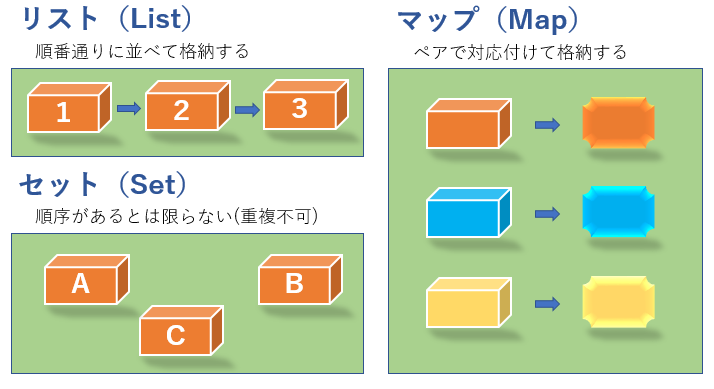 リスト（List）
順番通りに並べて格納する
1
2
3
セット（Set）
順序があるとは限らない(重複不可)
A
B
C
マップ（Map）
ペアで対応付けて格納する